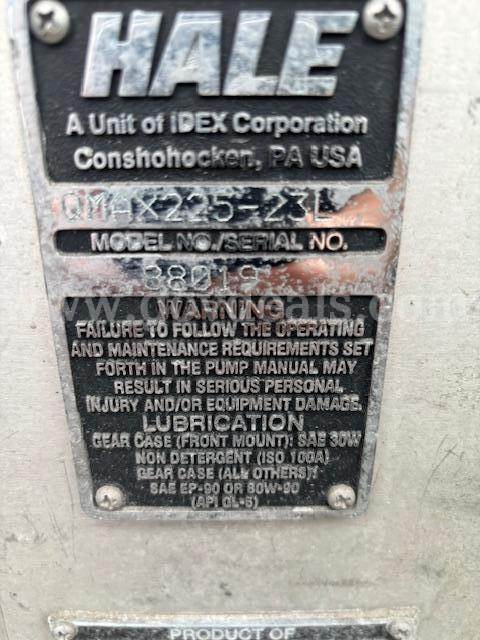 HALE
A Unit of IDEX Corporation
Conshohocken, PA USA
QMAX225-23L
MODEL NO./SERIAL NO.
88019
WARNING
FAILURE TO FOLLOW THE OPERATING
AND MAINTENANCE REQUIREMENTS SET
FORTH IN THE PUMP MANUAL MAY
RESULT IN SERIOUS PERSONAL
INJURY AND/OR EQUIPMENT DAMAGE.
LUBRICATION
GEAR CASE (FRONT MOUNT): SAE 30W
NON DETERGENT (ISO 100A)
GEAR CASE (ALL OTHERS):
SAE EP-90 OR 80W-90
(API GL-5)
PRODUCT OF